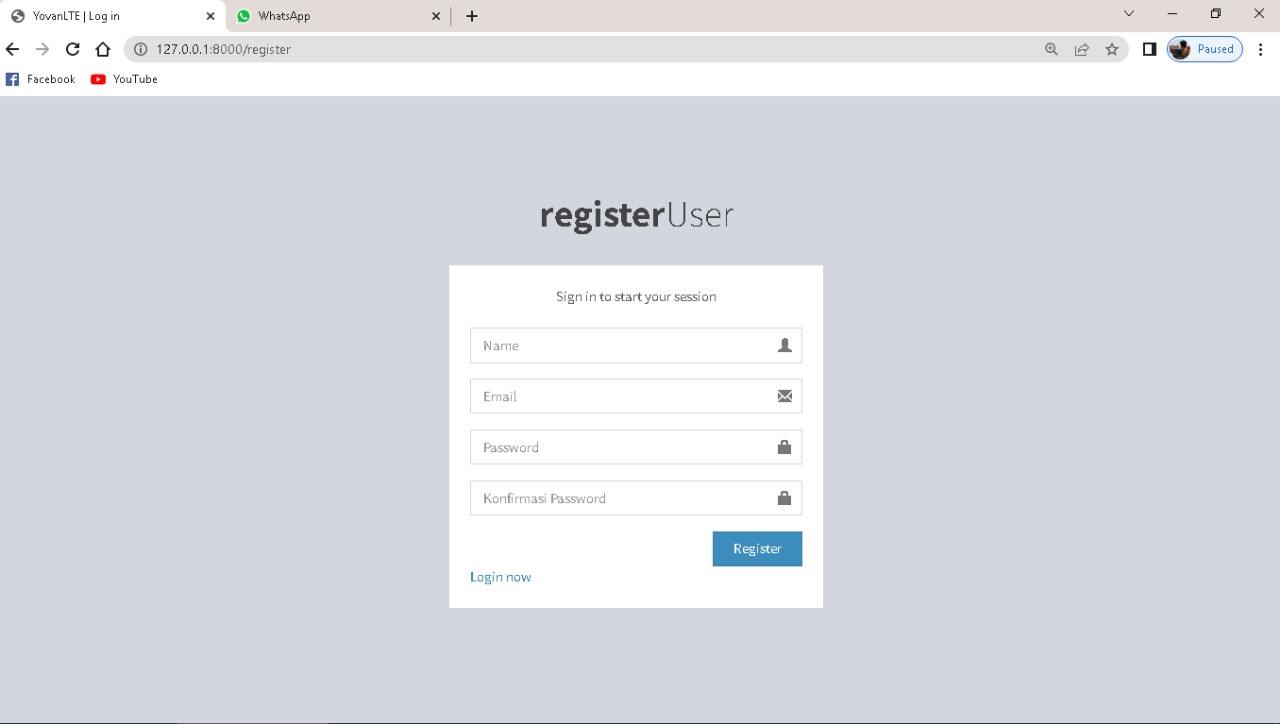 YovanLTE | Log in
WhatsApp
127.0.0.1:8000/register
Paused
Facebook
YouTube
registerUser
Sign in to start your session
Name
Email
Password
Konfirmasi Password
Register
Login now